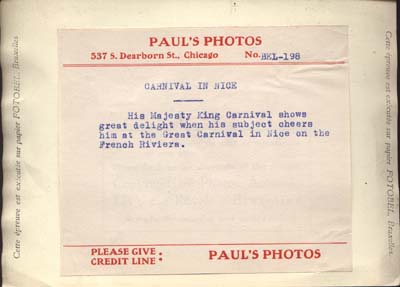 PAUL'S PHOTOS
537 S. Dearborn St., Chicago No. BEL-198
CARNIVAL IN NICE
His Majesty King Carnival shows
great delight when his subject cheers
him at the Great Carnival in Nice on the
French Riviera.
PLEASE GIVE
CREDIT LINE :
PAUL'S PHOTOS
Cette épreuve est exécutée sur papier FOTOBEL, Bruxelles
Cette épreuve est exécutée sur papier FOTOBEL, Bruxelles.